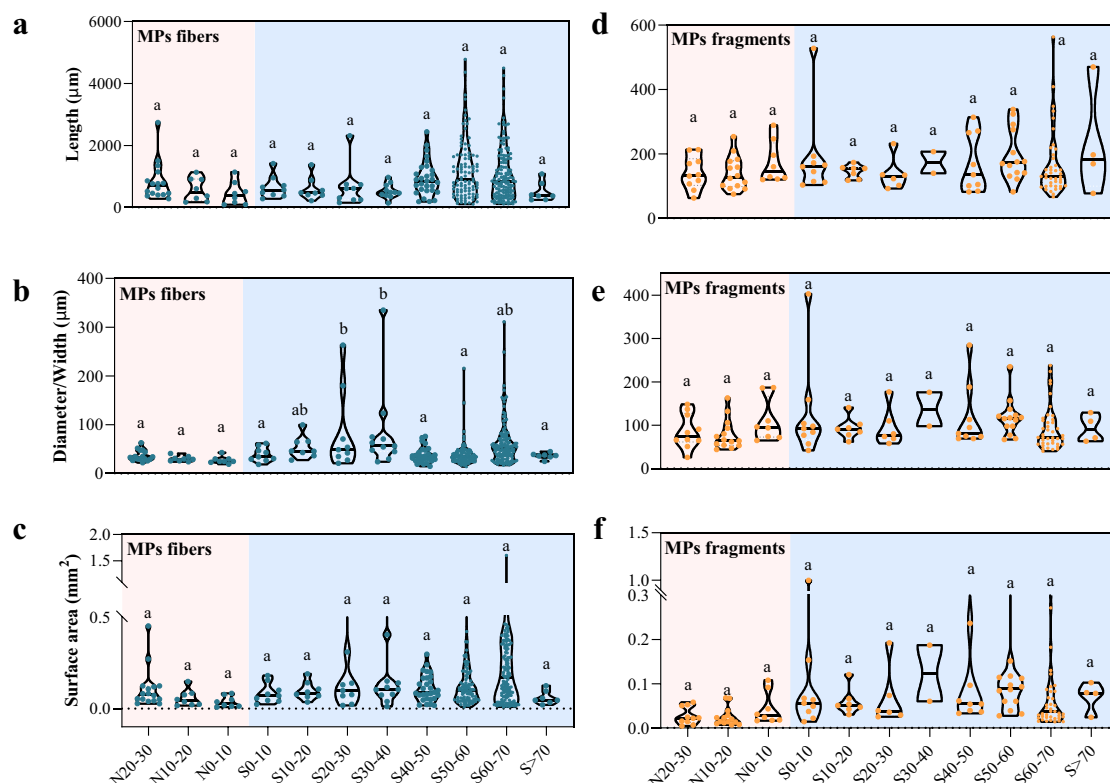 a
6000
4000
2000
0
Length (μm)
MPs fibers
a a a a a a a a a a a
d
600
400
200
0
MPs fragments
a a a a a a a a a a a
b
400
300
200
100
0
Diameter/Width (μm)
MPs fibers
a a a a ab b b a a ab a
e
400
300
200
100
0
MPs fragments
a a a a a a a a a a a
c
2.0
1.5
0.5
0.0
Surface area (mm²)
MPs fibers
a a a a a a a a a a a
N20-30 N10-20 N0-10 S0-10 S10-20 S20-30 S30-40 S40-50 S50-60 S60-70 S>70
f
1.5
1.0
0.3
0.2
0.1
0.0
MPs fragments
a a a a a a a a a a a
N20-30 N10-20 N0-10 S0-10 S10-20 S20-30 S30-40 S40-50 S50-60 S60-70 S>70